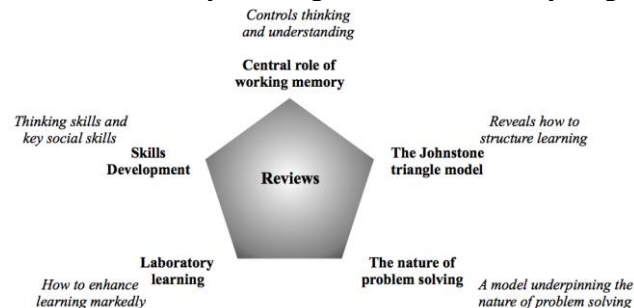 Controls thinking
and understanding
Central role of
working memory
Thinking skills and
key social skills
Skills
Development
Reveals how to
structure learning
The Johnstone
triangle model
Reviews
Laboratory
learning
How to enhance
learning markedly
The nature of
problem solving
A model underpinning the
nature of problem solving